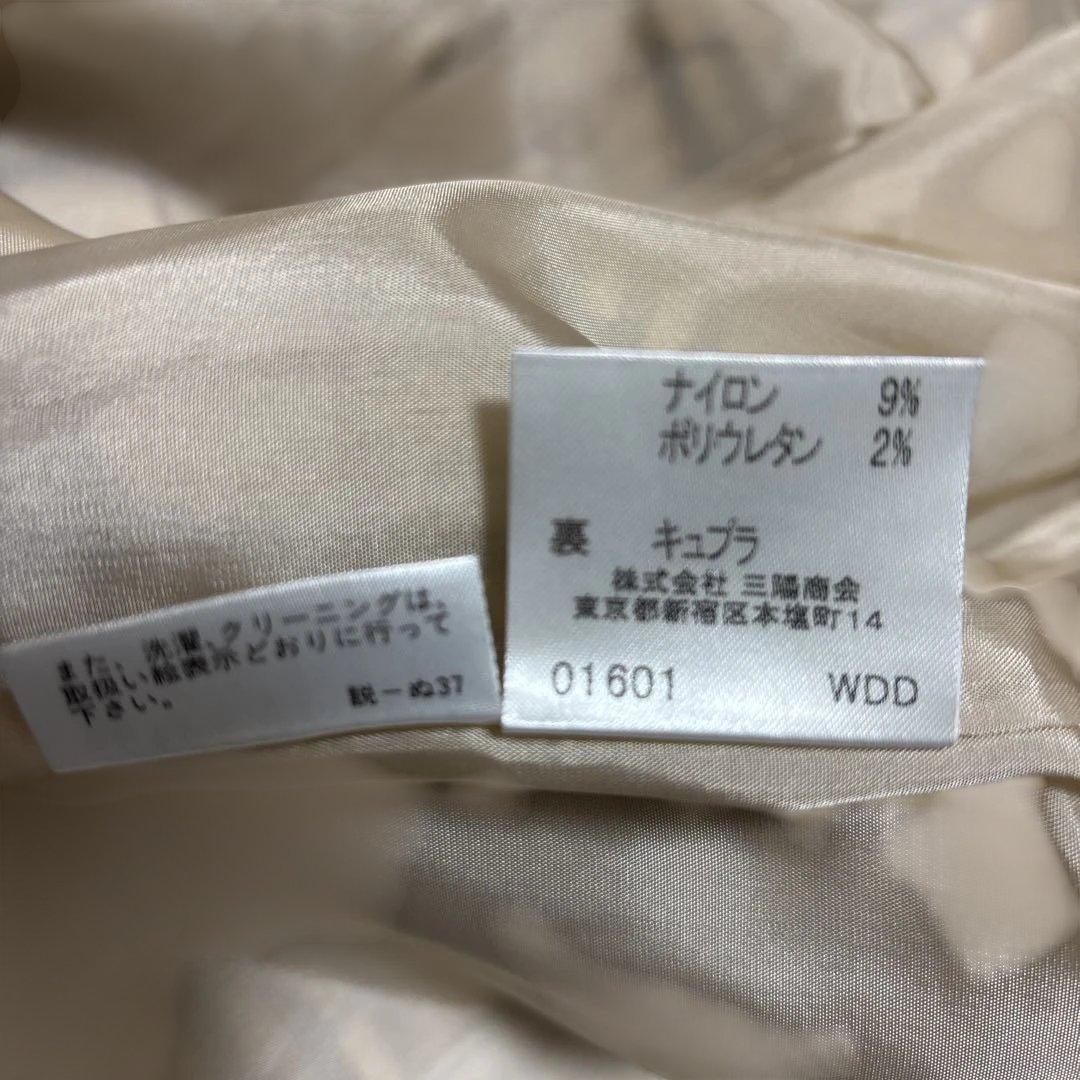 また、洗濯、クリーニングは、
取扱い絵表示どおりに行って
下さい。
説ーぬ37
ナイロン 9%
ポリウレタン 2%
裏 キュプラ
株式会社 三陽商会
東京都新宿区本塩町14
01601 WDD